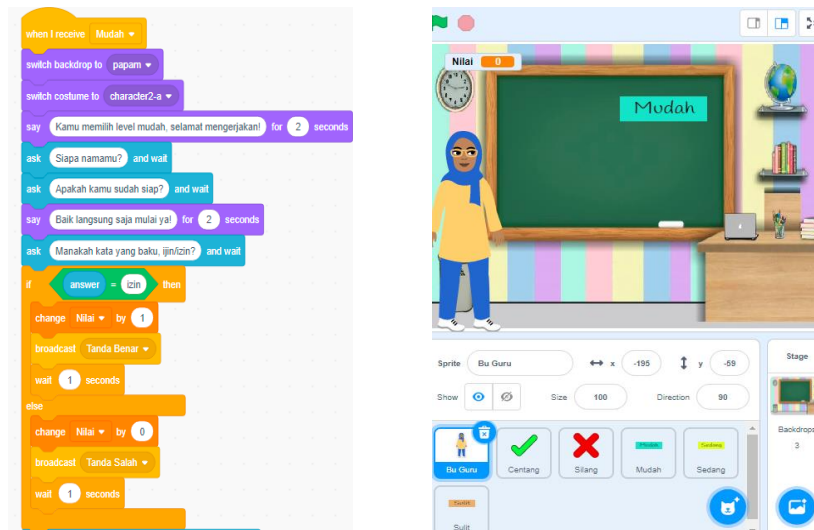 when I receive Mudah
switch backdrop to papam
switch costume to character2-a
say Kamu memilih level mudah, selamat mengerjakan! for 2 seconds
ask Siapa namamu? and wait
ask Apakah kamu sudah siap? and wait
say Baik langsung saja mulai ya! for 2 seconds
ask Manakah kata yang baku, ijin/izin? and wait
if answer = izin then
change Nilai by 1
broadcast Tanda Benar
wait 1 seconds
else
change Nilai by 0
broadcast Tanda Salah
wait 1 seconds
Nilai 0
Mudah
Sprite Bu Guru x -195 y -59
Show Size 100 Direction 90
Stage
Backdrops
3
Bu Guru Centang Silang Mudah Sedang
Mudah Sedang
Sulit
Sulit